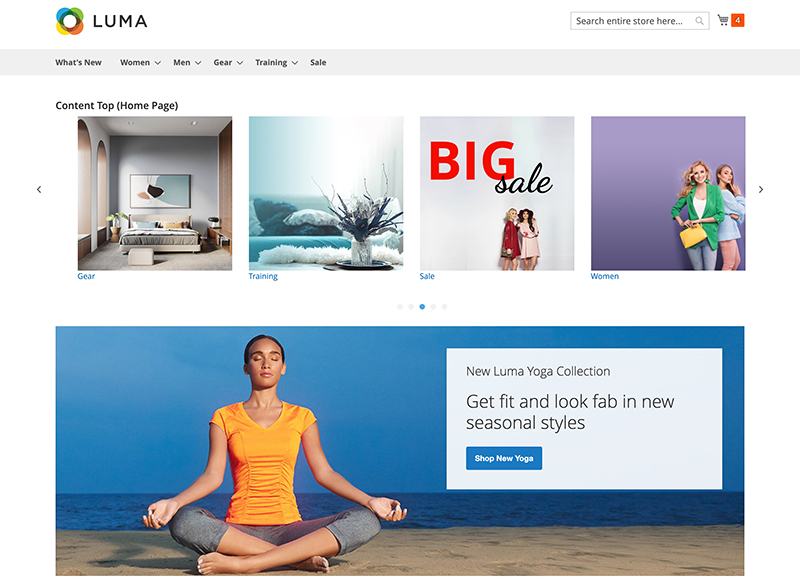 LUMA
Search entire store here...
4
What's New Women Men Gear Training Sale
Content Top (Home Page)
BIG
sale
Gear Training Sale Women
New Luma Yoga Collection
Get fit and look fab in new
seasonal styles
Shop New Yoga